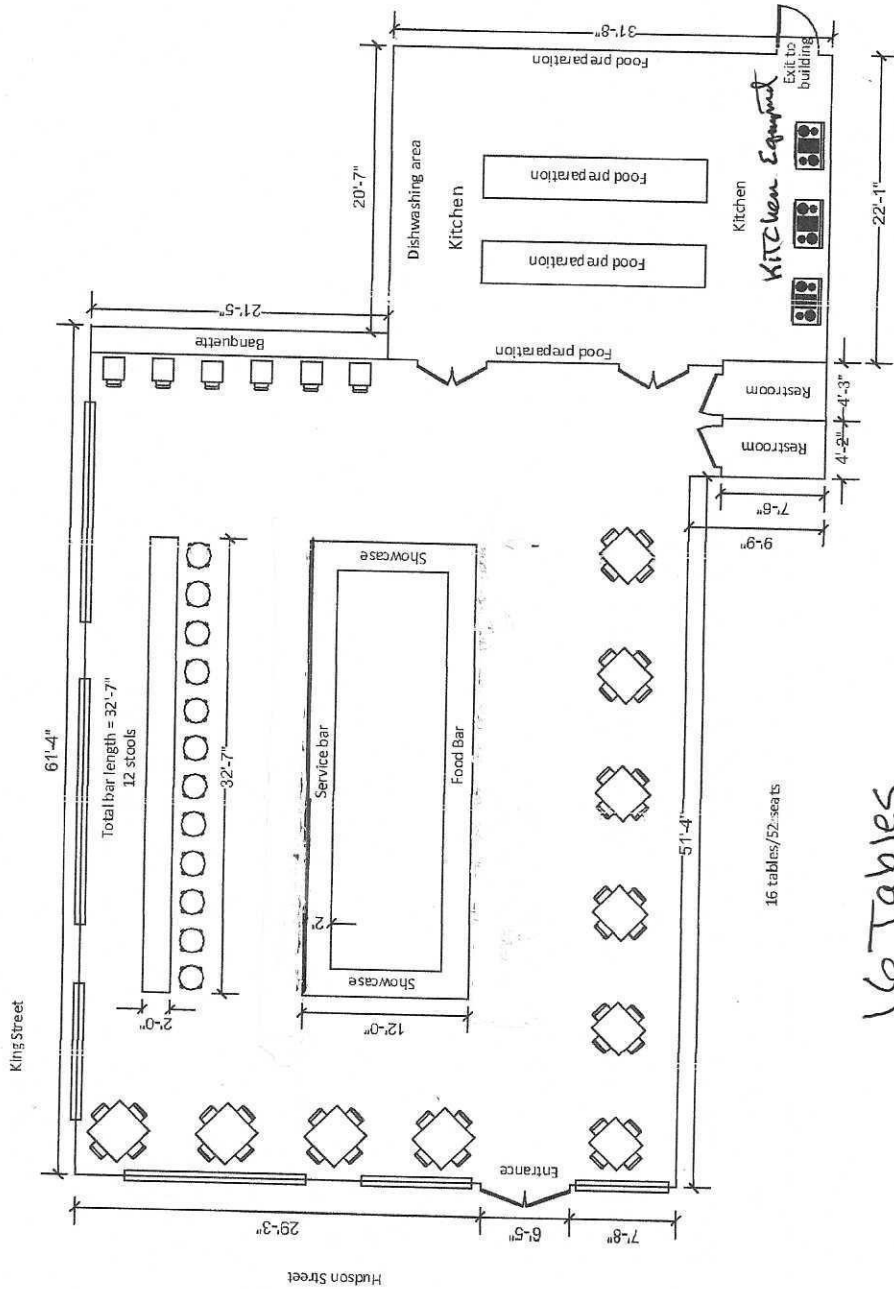 King Street
61'-4"
Total bar length = 32'-7"
12 stools
2'-0"
32'-7"
21'-5"
Banquette
20'-7"
31'-8"
Dishwashing area
Kitchen
Food preparation
Food preparation
Food preparation
Food preparation
Kitchen
Kitchen Equipment
Exit to
building
22'-1"
Service bar
2'
Showcase
Showcase
Food Bar
12'-0"
Restroom
Restroom
4'-2"
4'-3"
7'-6"
9'-9"
Hudson Street
29'-3"
Entrance
6'-5"
7'-8"
51'-4"
16 tables/52 seats
16 Tables